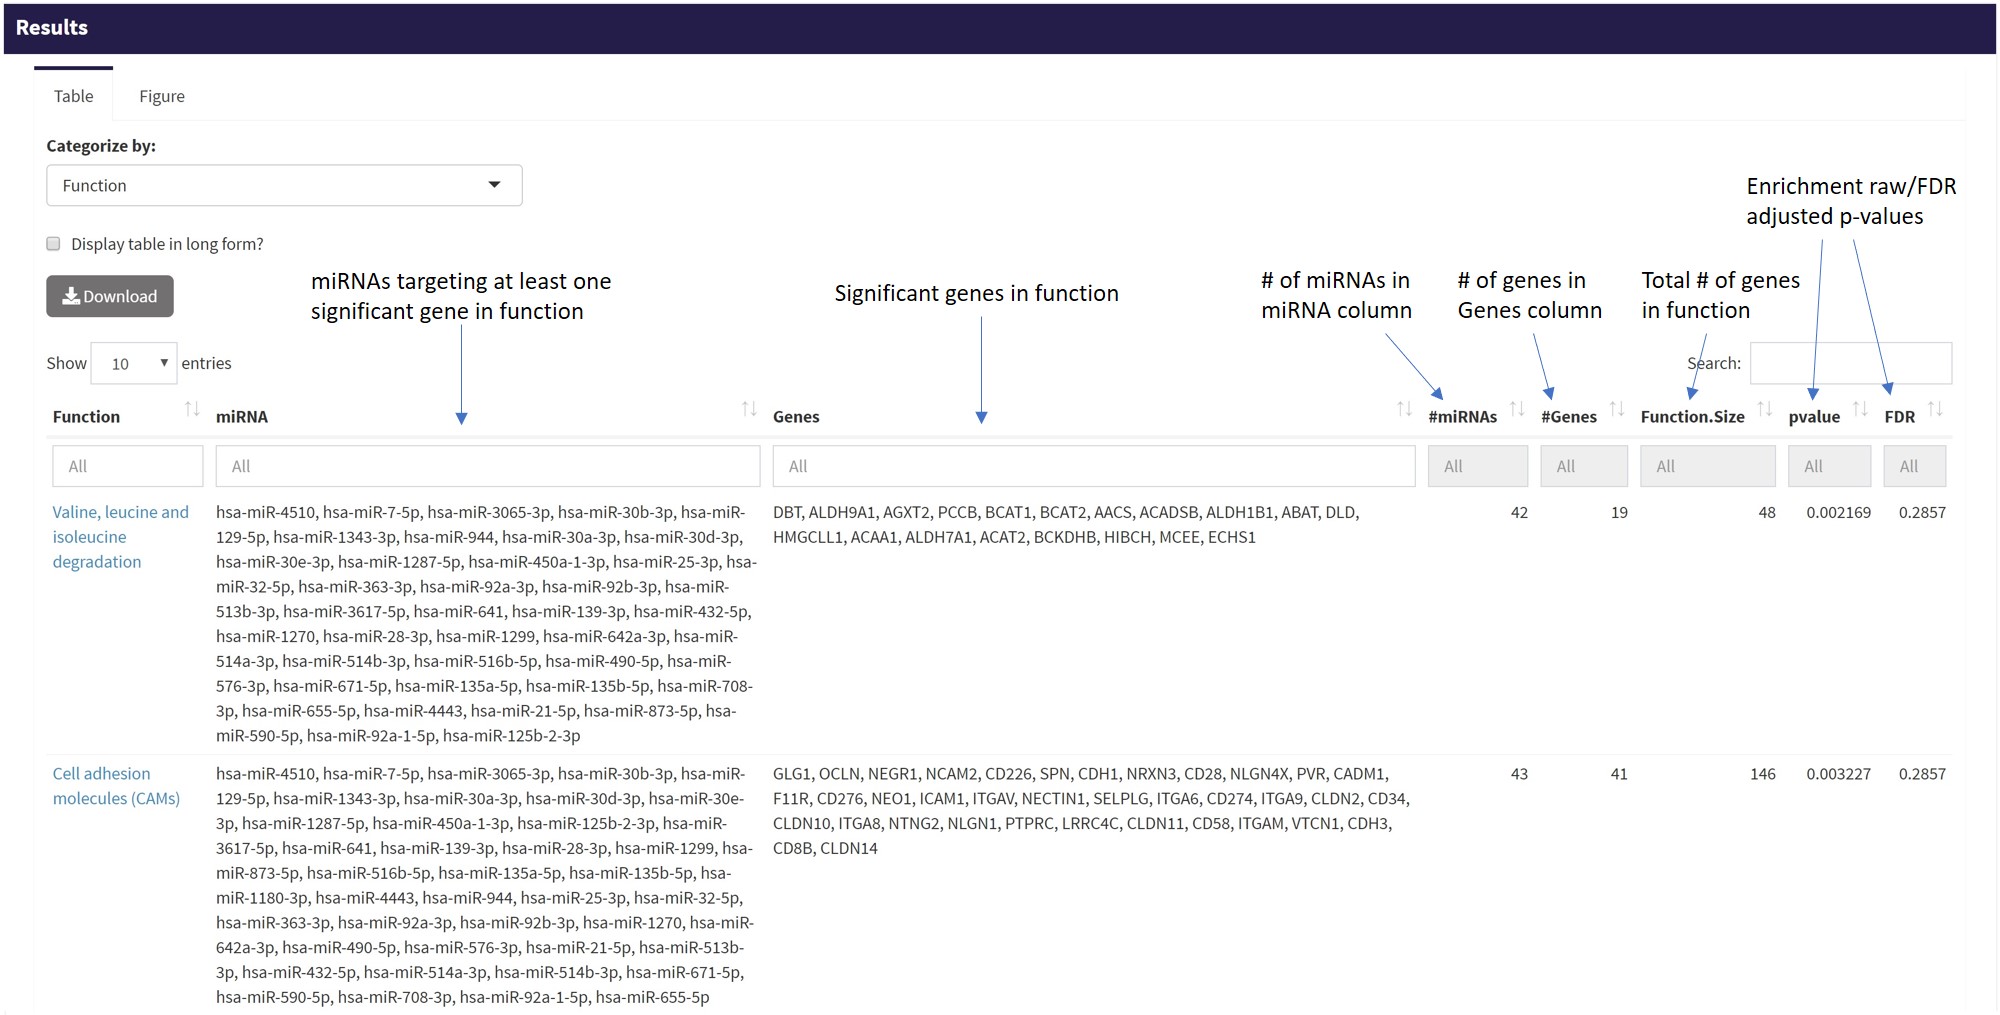 Results
Table
Figure
Categorize by:
Function
Enrichment raw/FDR
adjusted p-values
Display table in long form?
Download
miRNAs targeting at least one
significant gene in function
Significant genes in function
# of miRNAs in
miRNA column
# of genes in
Genes column
Total # of genes
in function
Show 10 entries
Search:
Function miRNA Genes #miRNAs #Genes Function.Size pvalue FDR
All All All All All All All All
Valine, leucine and
isoleucine
degradation
hsa-miR-4510, hsa-miR-7-5p, hsa-miR-3065-3p, hsa-miR-30b-3p, hsa-miR-
129-5p, hsa-miR-1343-3p, hsa-miR-944, hsa-miR-30a-3p, hsa-miR-30d-3p,
hsa-miR-30e-3p, hsa-miR-1287-5p, hsa-miR-450a-1-3p, hsa-miR-25-3p, hsa-
miR-32-5p, hsa-miR-363-3p, hsa-miR-92a-3p, hsa-miR-92b-3p, hsa-miR-
513b-3p, hsa-miR-3617-5p, hsa-miR-641, hsa-miR-139-3p, hsa-miR-432-5p,
hsa-miR-1270, hsa-miR-28-3p, hsa-miR-1299, hsa-miR-642a-3p, hsa-miR-
514a-3p, hsa-miR-514b-3p, hsa-miR-516b-5p, hsa-miR-490-5p, hsa-miR-
576-3p, hsa-miR-671-5p, hsa-miR-135a-5p, hsa-miR-135b-5p, hsa-miR-708-
3p, hsa-miR-655-5p, hsa-miR-4443, hsa-miR-21-5p, hsa-miR-873-5p, hsa-
miR-590-5p, hsa-miR-92a-1-5p, hsa-miR-125b-2-3p
DBT, ALDH9A1, AGXT2, PCCB, BCAT1, BCAT2, AACS, ACADSB, ALDH1B1, ABAT, DLD,
HMGCLL1, ACAA1, ALDH7A1, ACAT2, BCKDHB, HIBCH, MCEE, ECHS1
42 19 48 0.002169 0.2857
Cell adhesion
molecules (CAMs)
hsa-miR-4510, hsa-miR-7-5p, hsa-miR-3065-3p, hsa-miR-30b-3p, hsa-miR-
129-5p, hsa-miR-1343-3p, hsa-miR-30a-3p, hsa-miR-30d-3p, hsa-miR-30e-
3p, hsa-miR-1287-5p, hsa-miR-450a-1-3p, hsa-miR-125b-2-3p, hsa-miR-
3617-5p, hsa-miR-641, hsa-miR-139-3p, hsa-miR-28-3p, hsa-miR-1299, hsa-
miR-873-5p, hsa-miR-516b-5p, hsa-miR-135a-5p, hsa-miR-135b-5p, hsa-
miR-1180-3p, hsa-miR-4443, hsa-miR-944, hsa-miR-25-3p, hsa-miR-32-5p,
hsa-miR-363-3p, hsa-miR-92a-3p, hsa-miR-92b-3p, hsa-miR-1270, hsa-miR-
642a-3p, hsa-miR-490-5p, hsa-miR-576-3p, hsa-miR-21-5p, hsa-miR-513b-
3p, hsa-miR-432-5p, hsa-miR-514a-3p, hsa-miR-514b-3p, hsa-miR-671-5p,
hsa-miR-590-5p, hsa-miR-708-3p, hsa-miR-92a-1-5p, hsa-miR-655-5p
GLG1, OCLN, NEGR1, NCAM2, CD226, SPN, CDH1, NRXN3, CD28, NLGN4X, PVR, CADM1,
F11R, CD276, NEO1, ICAM1, ITGAV, NECTIN1, SELPLG, ITGA6, CD274, ITGA9, CLDN2, CD34,
CLDN10, ITGA8, NTNG2, NLGN1, PTPRC, LRRC4C, CLDN11, CD58, ITGAM, VTCN1, CDH3,
CD8B, CLDN14
43 41 146 0.003227 0.2857